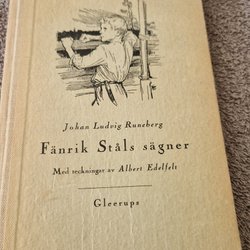 Johan Ludvig Runeberg
Fänrik Ståls sägner
Med teckningar av Albert Edelfelt
Gleerups